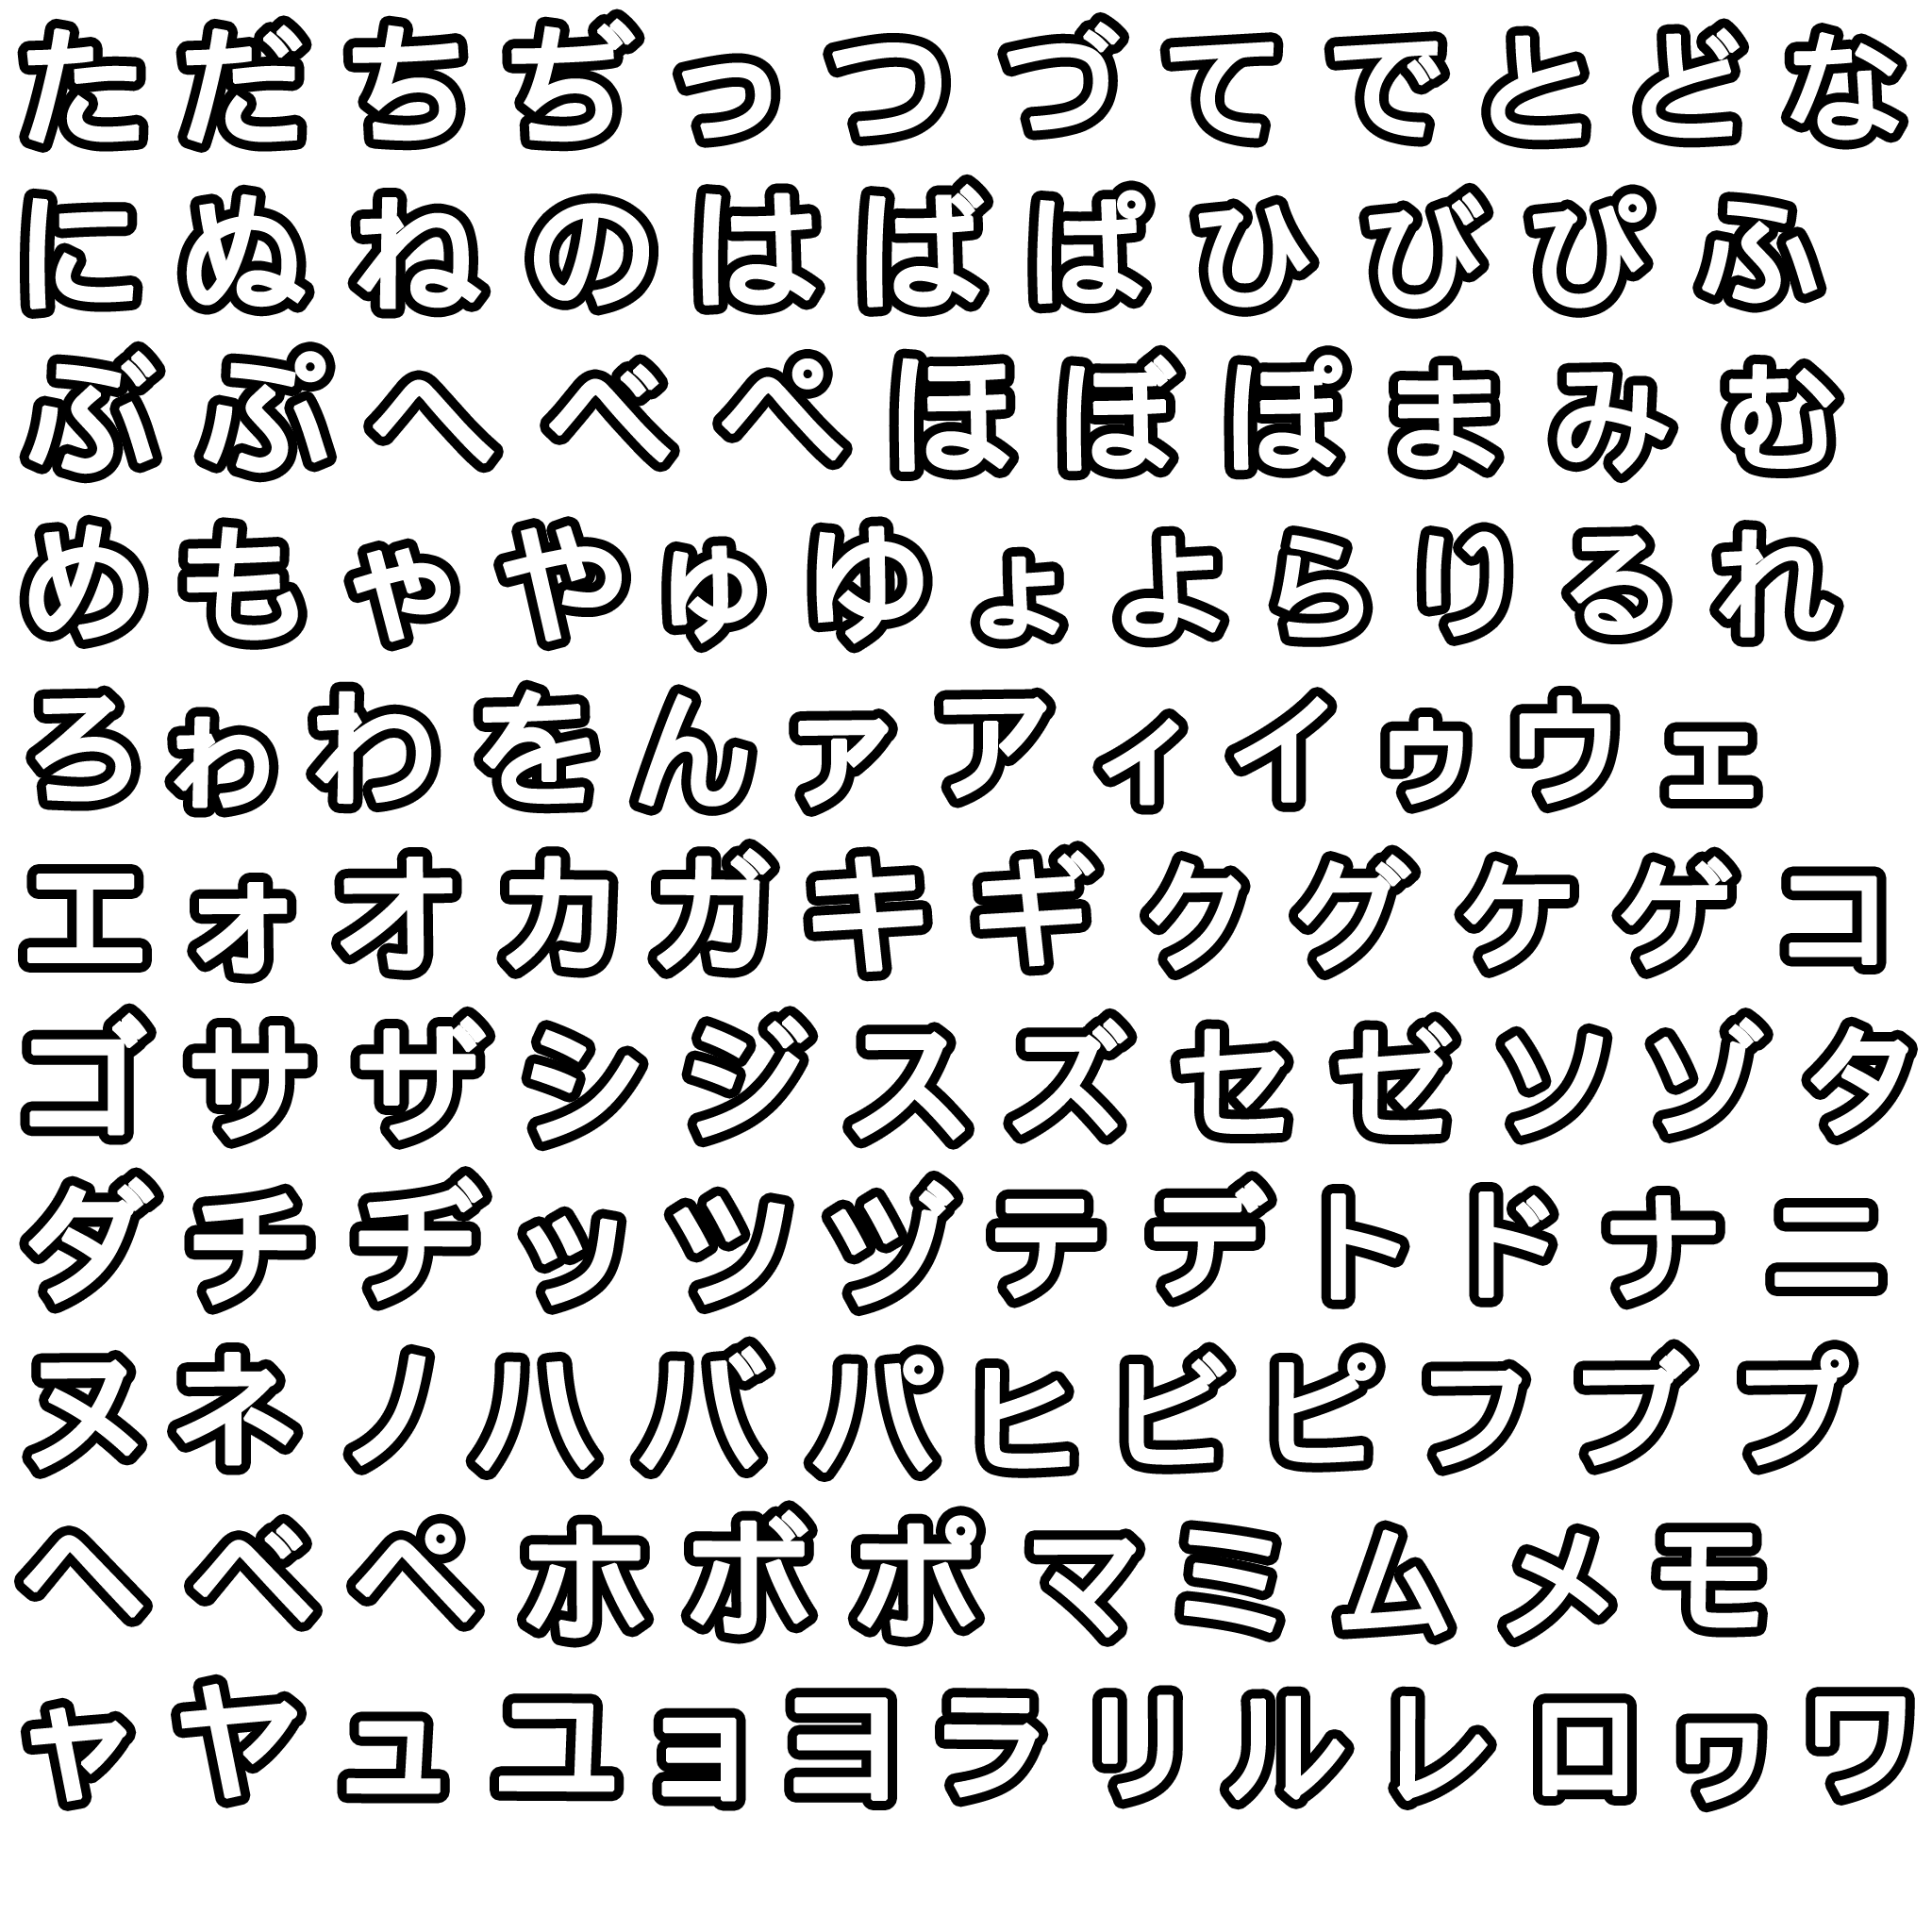 ただちぢっつづてでとどな
にぬねのはばぱひびぴふ
ぶぷへべぺほぼぽまみむ
めもゃやゅゆょよらりるれ
ろゎわをんァアィイゥウェ
エォオカガキギクグケゲコ
ゴサザシジスズセゼソゾタ
ダチヂッツヅテデトドナニ
ヌネノハバパヒビピフブプ
ヘベペホボポマミムメモ
ャヤュユョヨラリルレロヮワ